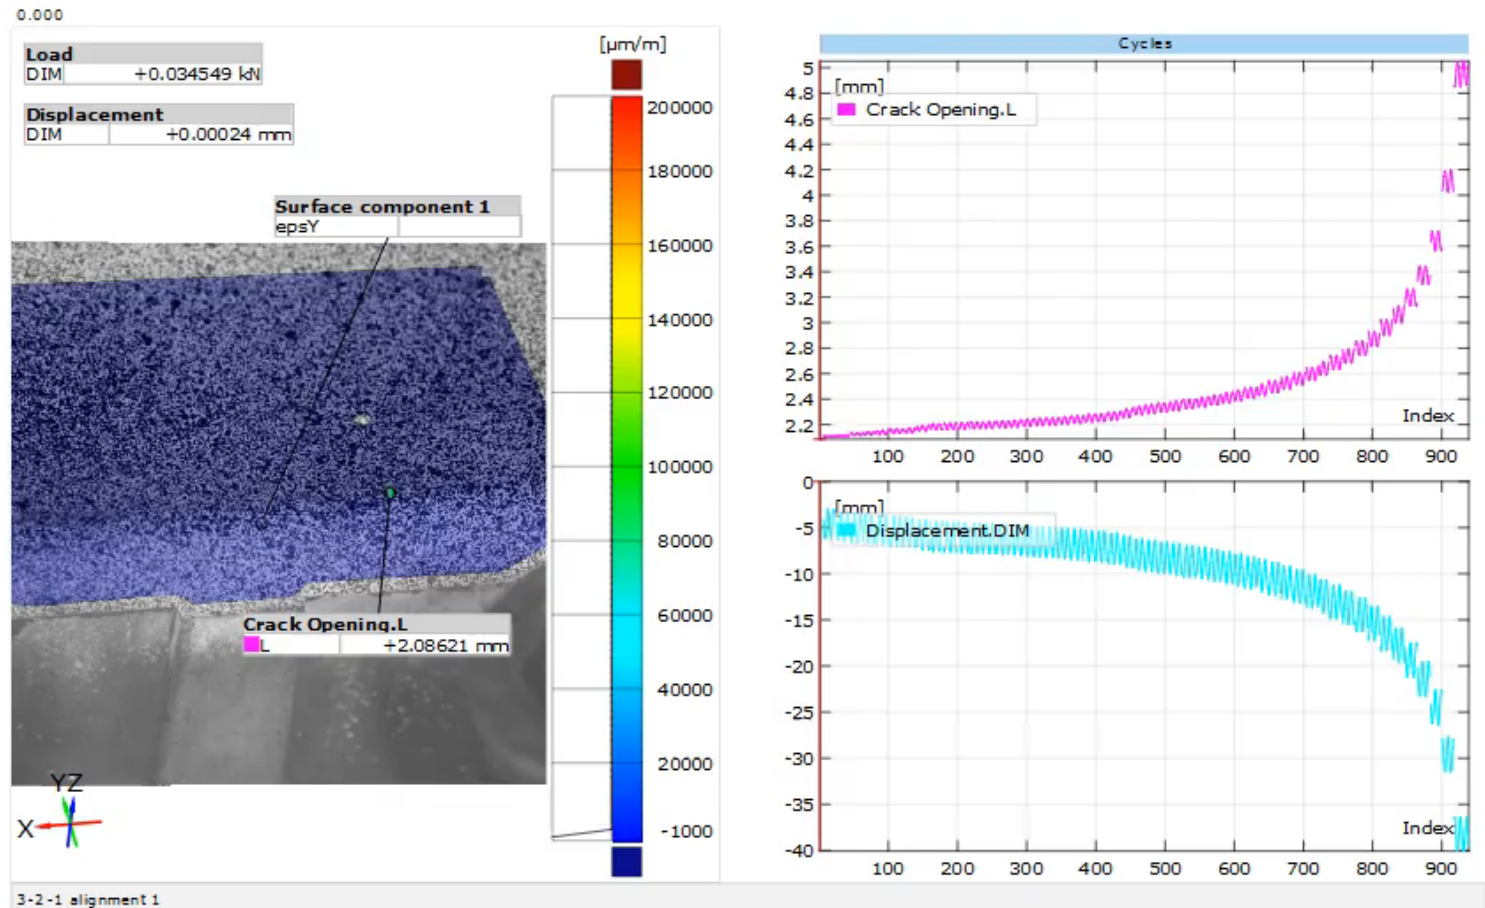 0.000
Load
DIM +0.034549 kN
Displacement
DIM +0.00024 mm
Surface component 1
epsY
Crack Opening.L
L +2.08621 mm
[µm/m]
200000
180000
160000
140000
120000
100000
80000
60000
40000
20000
-1000
YZ
X
Cycles
[mm]
Crack Opening.L
5
4.8
4.6
4.4
4.2
4
3.8
3.6
3.4
3.2
3
2.8
2.6
2.4
2.2
Index
100 200 300 400 500 600 700 800 900
[mm]
Displacement.DIM
0
-5
-10
-15
-20
-25
-30
-35
-40
Index
100 200 300 400 500 600 700 800 900
3-2-1 alignment 1